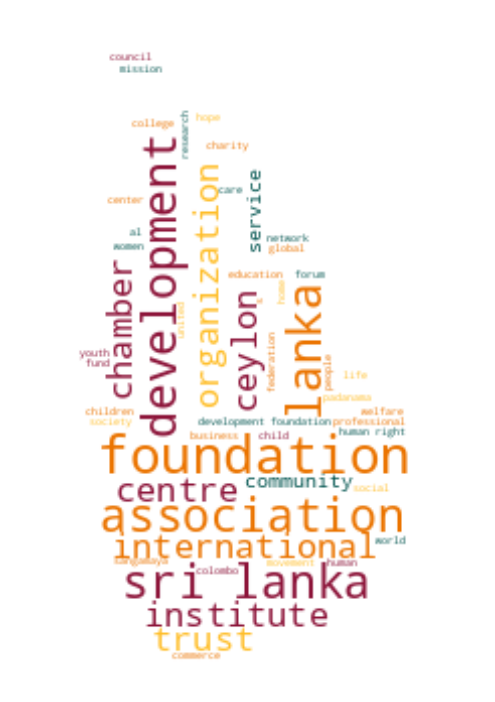 council
mission
college
research
hope
charity
development
organization
care
service
center
al
women
network
global
chamber
education
forum
ceylon
lanka
home
united
federation
people
youth
fund
life
padanama
children
society
welfare
professional
development foundation
human right
business
child
foundation
centre
community
social
association
international
world
sangamaya
movement
human
colombo
sri lanka
institute
trust
commerce